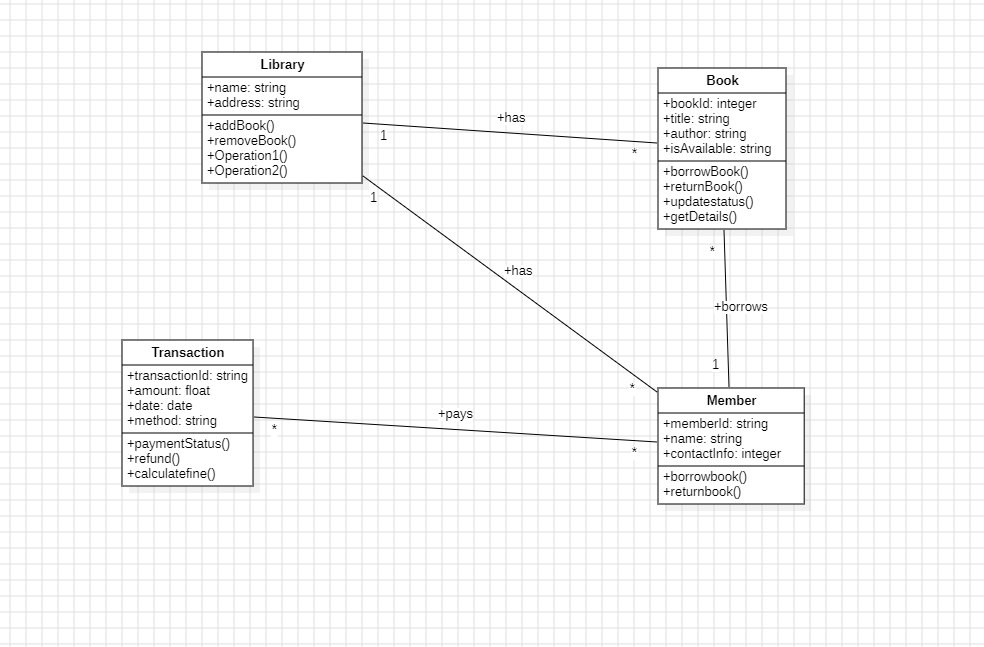 Library
+name: string
+address: string
+addBook()
+removeBook()
+Operation1()
+Operation2()
1
+has
*
Book
+bookId: integer
+title: string
+author: string
+isAvailable: string
+borrowBook()
+returnBook()
+updatestatus()
+getDetails()
1
+has
*
*
+borrows
1
Transaction
+transactionId: string
+amount: float
+date: date
+method: string
+paymentStatus()
+refund()
+calculatefine()
*
+pays
*
Member
+memberId: string
+name: string
+contactInfo: integer
+borrowbook()
+returnbook()